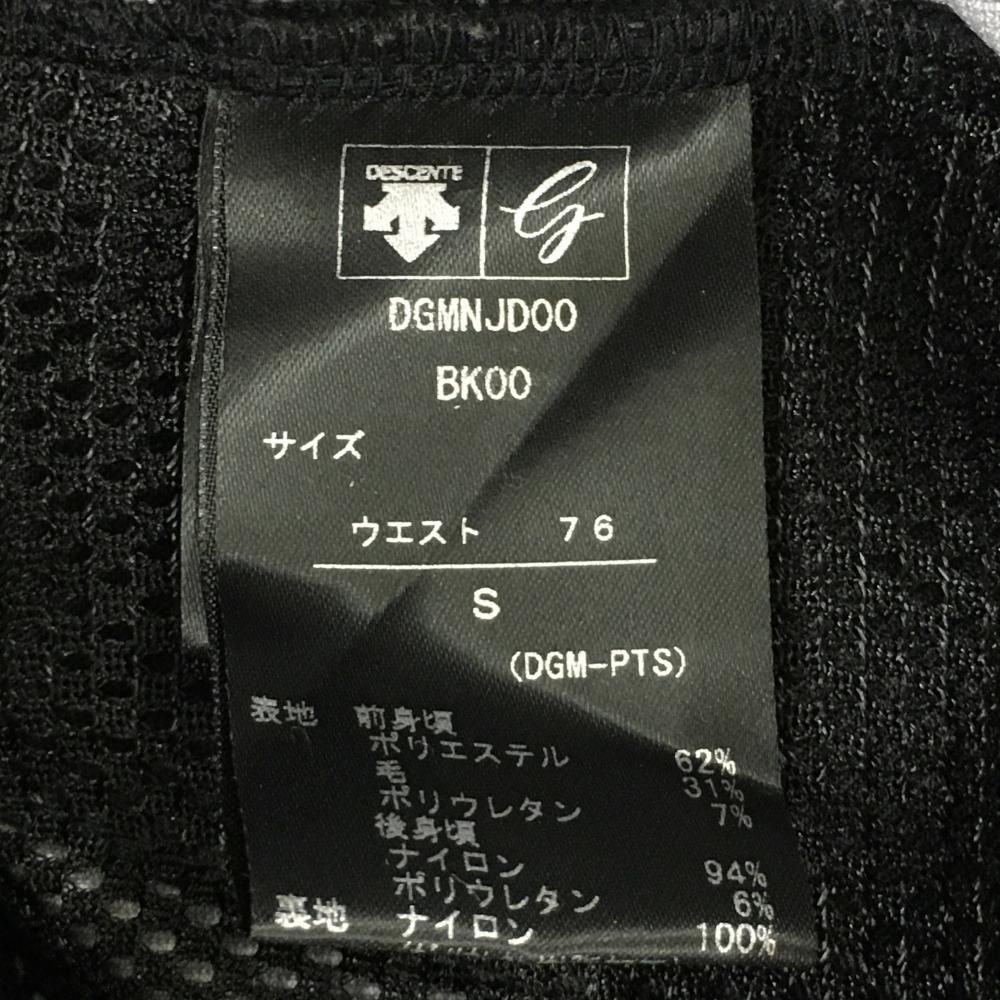 DESCENTE G
DGMNJD00
BK00
サイズ
ウエスト 76
S
(DGM-PTS)
表地 前身頃
ポリエステル 62%
毛 31%
ポリウレタン 7%
後身頃
ナイロン 94%
ポリウレタン 6%
裏地 ナイロン 100%